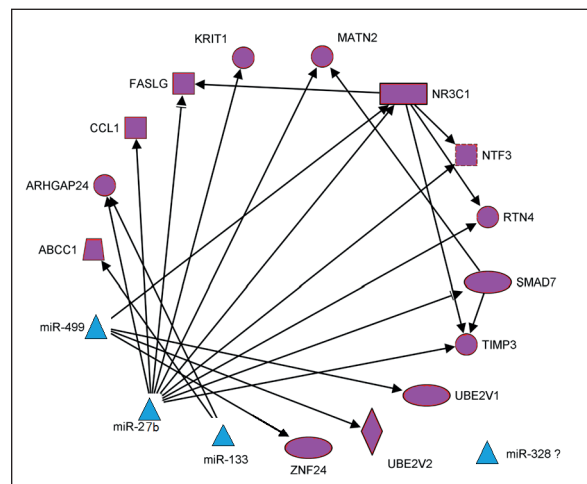 KRIT1
MATN2
FASLG
NR3C1
CCL1
NTF3
ARHGAP24
RTN4
ABCC1
SMAD7
miR-499
TIMP3
UBE2V1
miR-27b
miR-133
ZNF24
UBE2V2
miR-328 ?